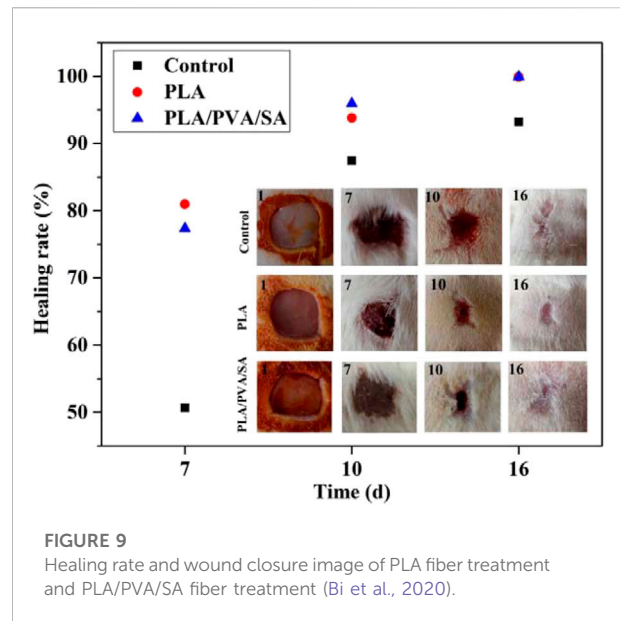 Control
PLA
PLA/PVA/SA
100
90
80
70
60
50
Healing rate (%)
1
7
10
16
Control
1
7
10
16
PLA
1
7
10
16
PLA/PVA/SA
7
10
16
Time (d)
FIGURE 9
Healing rate and wound closure image of PLA fiber treatment
and PLA/PVA/SA fiber treatment (Bi et al., 2020).